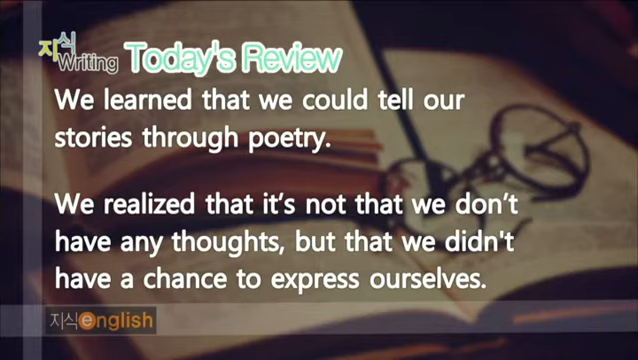 지식
Writing Today's Review
We learned that we could tell our
stories through poetry.
We realized that it's not that we don't
have any thoughts, but that we didn't
have a chance to express ourselves.
지식english